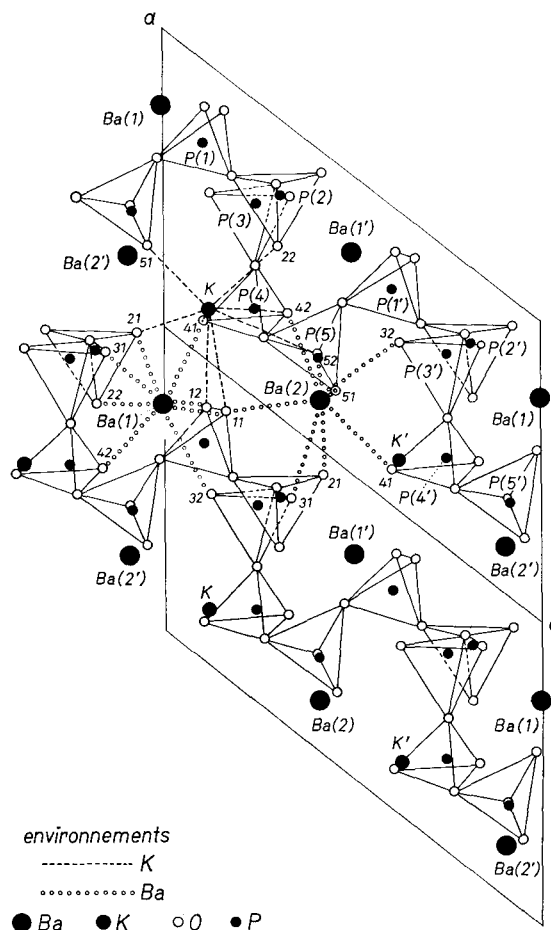 a
Ba(1)
P(1)
P(2)
P(3)
Ba(2')
51
22
Ba(1')
K
P(4)
42
P(1')
41
21
P(5)
52
32
P(3')
P(2')
31
51
Ba(2)
Ba(1)
22
Ba(1)
12
11
K'
42
41
P(4')
P(5')
32
21
31
Ba(2')
Ba(1')
Ba(2')
K
c
Ba(2)
Ba(1)
K'
Ba(2')
environnements
K
Ba
Ba K O P